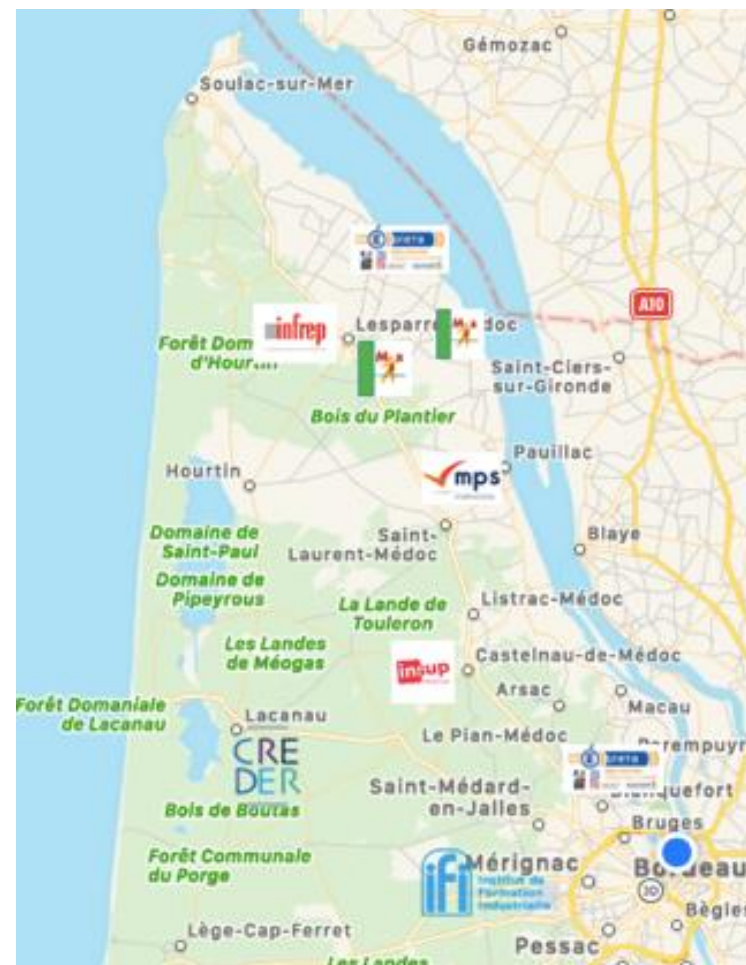 Gémozac
Soulac-sur-Mer
A10
infrep
Forêt Dom
d'Hourtin
Saint-Ciers-
sur-Gironde
Bois du Plantier
Pauillac
mps
Hourtin
Saint-
Laurent-Médoc
Blaye
Domaine de
Saint-Paul
Domaine de
Pipeyrous
La Lande de
Touleron
Listrac-Médoc
Les Landes
de Méogas
insup
Castelnau-de-Médoc
Arsac
Macau
Forêt Domaniale
de Lacanau
Lacanau
Le Pian-Médoc
CRE
DER
Saint-Médard-
en-Jalles
Bois de Boutas
Bruges
Forêt Communale
du Porge
ifi
Institut de
Formation
Industrielle
Mérignac
Bègles
Lège-Cap-Ferret
Pessac
Les Landes